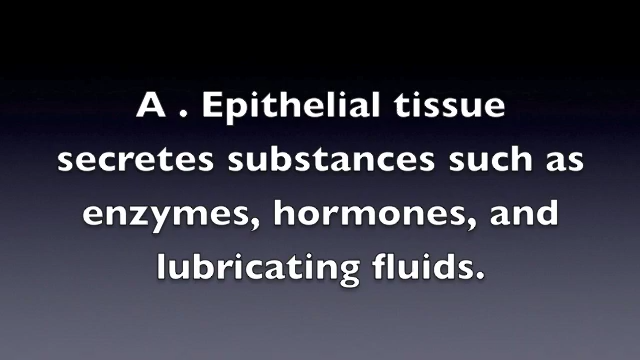 A . Epithelial tissue
secretes substances such as
enzymes, hormones, and
lubricating fluids.